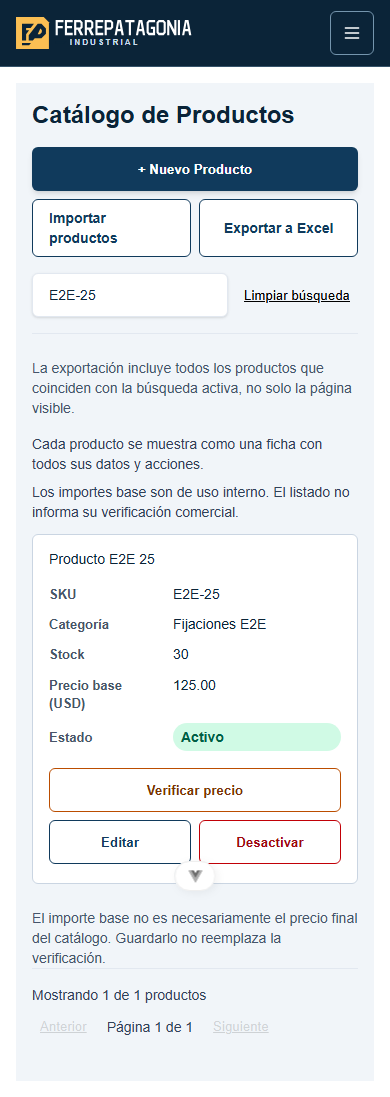 FERREPATAGONIA
INDUSTRIAL
Catálogo de Productos
+ Nuevo Producto
Importar
productos
Exportar a Excel
E2E-25
Limpiar búsqueda
La exportación incluye todos los productos que
coinciden con la búsqueda activa, no solo la página
visible.
Cada producto se muestra como una ficha con
todos sus datos y acciones.
Los importes base son de uso interno. El listado no
informa su verificación comercial.
Producto E2E 25
SKU E2E-25
Categoría Fijaciones E2E
Stock 30
Precio base 125.00
(USD)
Estado Activo
Verificar precio
Editar Desactivar
El importe base no es necesariamente el precio final
del catálogo. Guardarlo no reemplaza la
verificación.
Mostrando 1 de 1 productos
Anterior Página 1 de 1 Siguiente